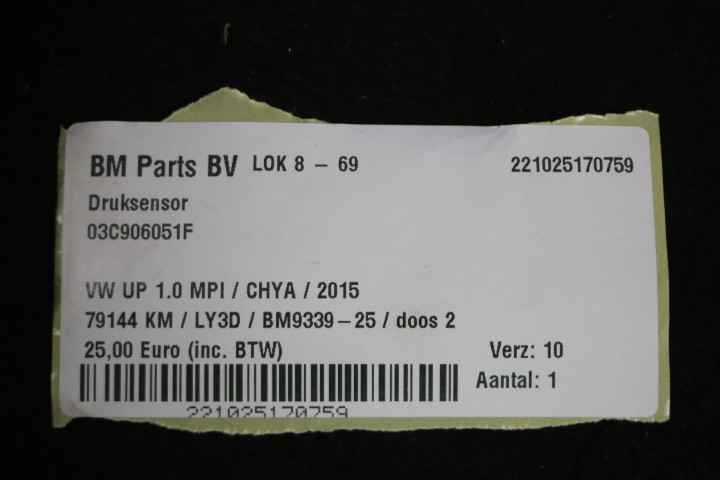 BM Parts BV LOK 8 – 69 221025170759
Druksensor
03C906051F
VW UP 1.0 MPI / CHYA / 2015
79144 KM / LY3D / BM9339–25 / doos 2
25,00 Euro (inc. BTW) Verz: 10
Aantal: 1
221025170759